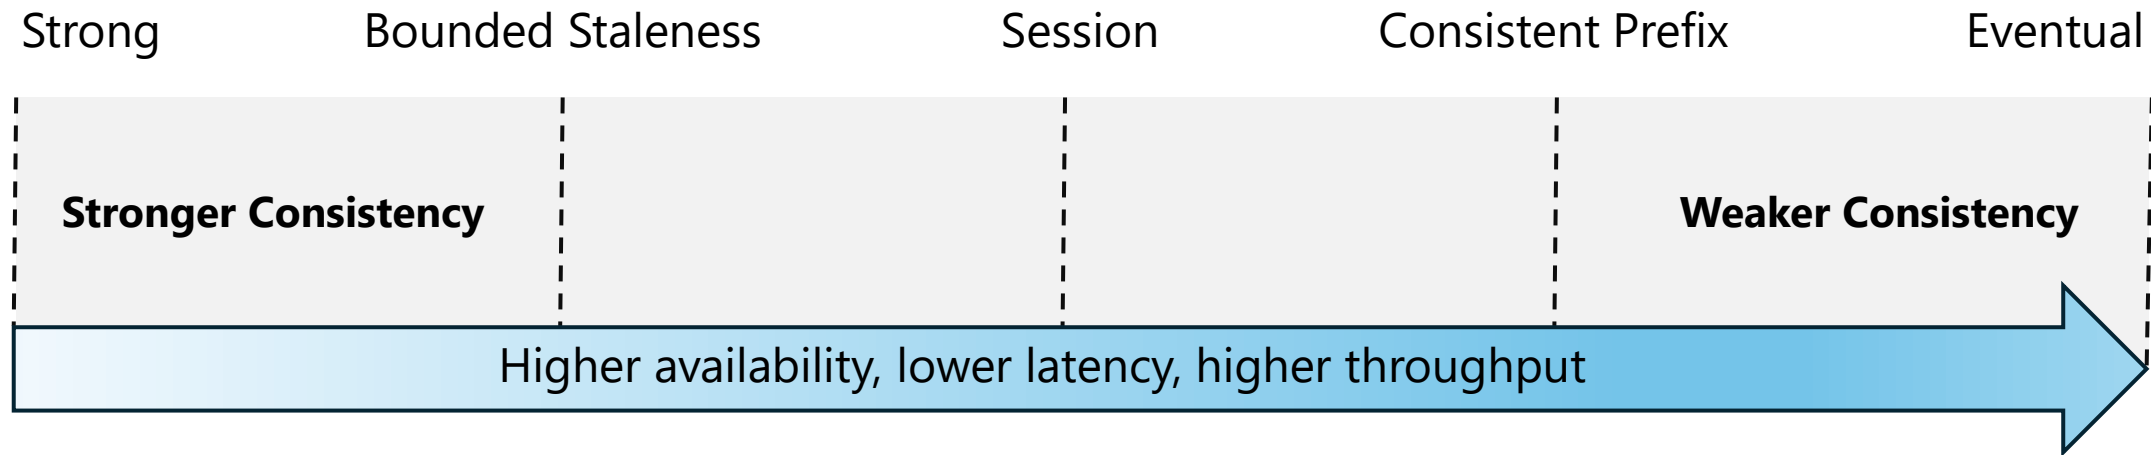 Strong Bounded Staleness Session Consistent Prefix Eventual
Stronger Consistency Weaker Consistency
Higher availability, lower latency, higher throughput